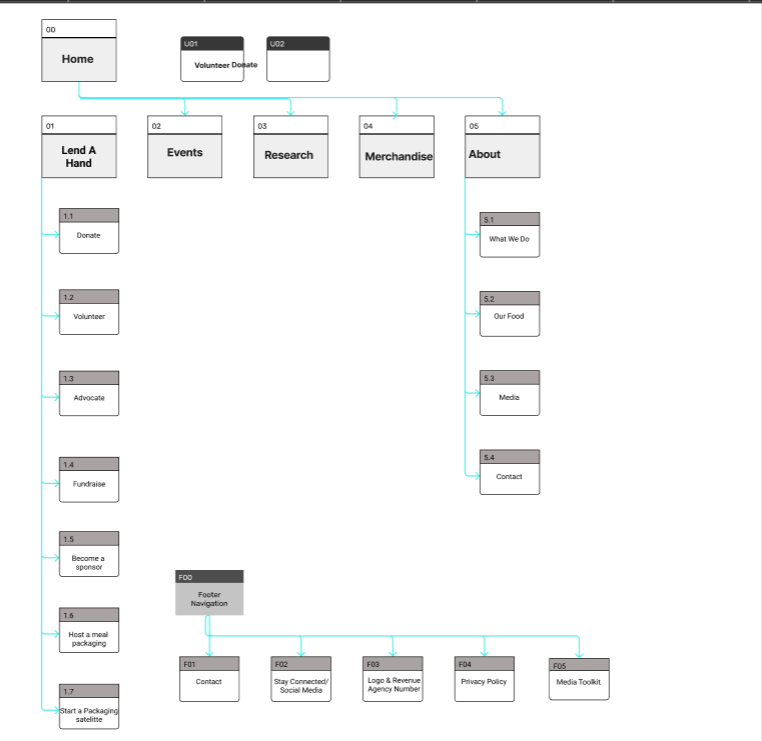 00
Home
U01
U02
Volunteer Donate
01
Lend A
Hand
02
Events
03
Research
04
Merchandise
05
About
1.1
Donate
1.2
Volunteer
1.3
Advocate
1.4
Fundraise
1.5
Become a
sponsor
1.6
Host a meal
packaging
1.7
Start a Packaging
satelitte
5.1
What We Do
5.2
Our Food
5.3
Media
5.4
Contact
F00
Footer
Navigation
F01
Contact
F02
Stay Connected/
Social Media
F03
Logo & Revenue
Agency Number
F04
Privacy Policy
F05
Media Toolkit